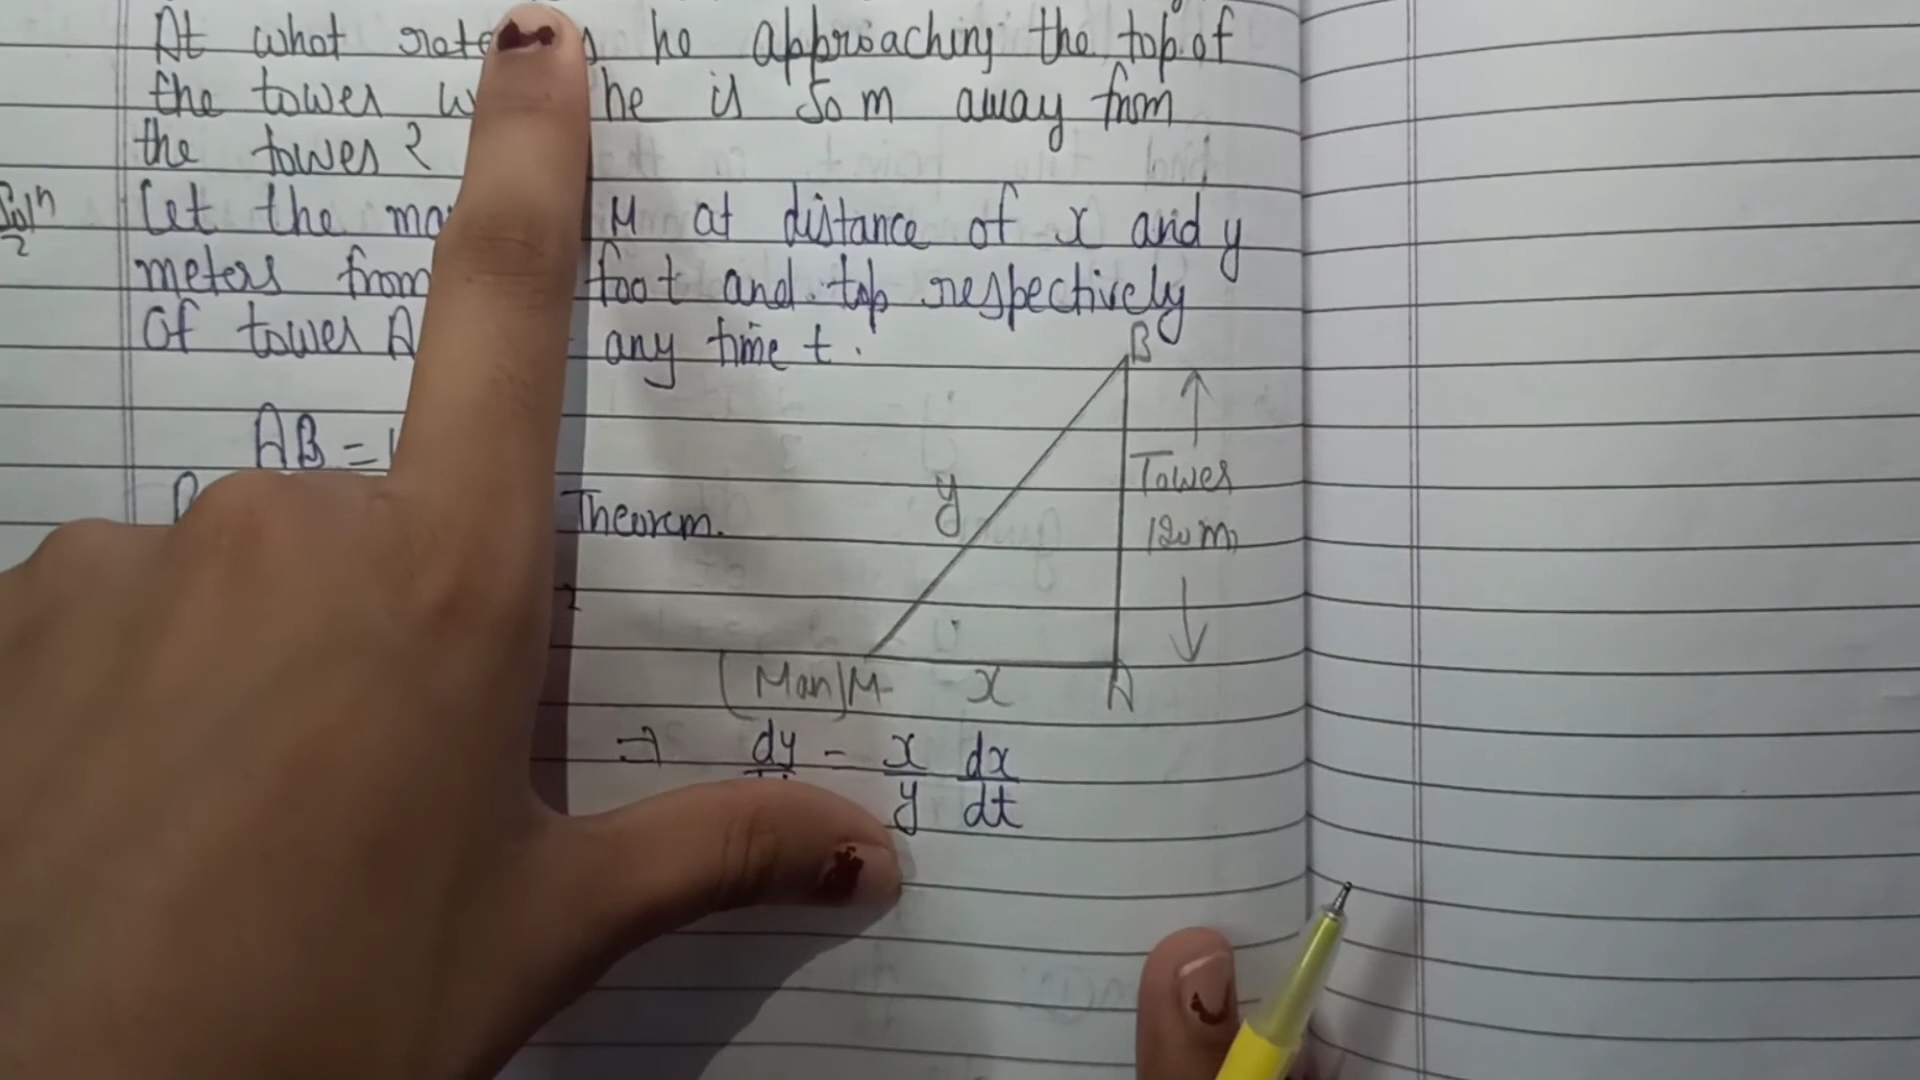 At what rate he approaching the top of
the tower he is 50 m away from
the tower?
Soln Let the M at distance of x and y
meters from foot and top respectively
Of tower any time t.
B
AB =
Tower
y
Theorem.
120 m
2
(Man) M x A
⇒ dy = x/y dx/dt